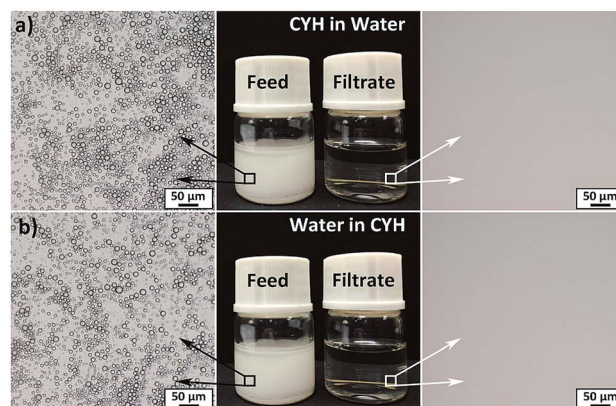 a)
CYH in Water
Feed
Filtrate
50 µm
50 µm
b)
Water in CYH
Feed
Filtrate
50 µm
50 µm